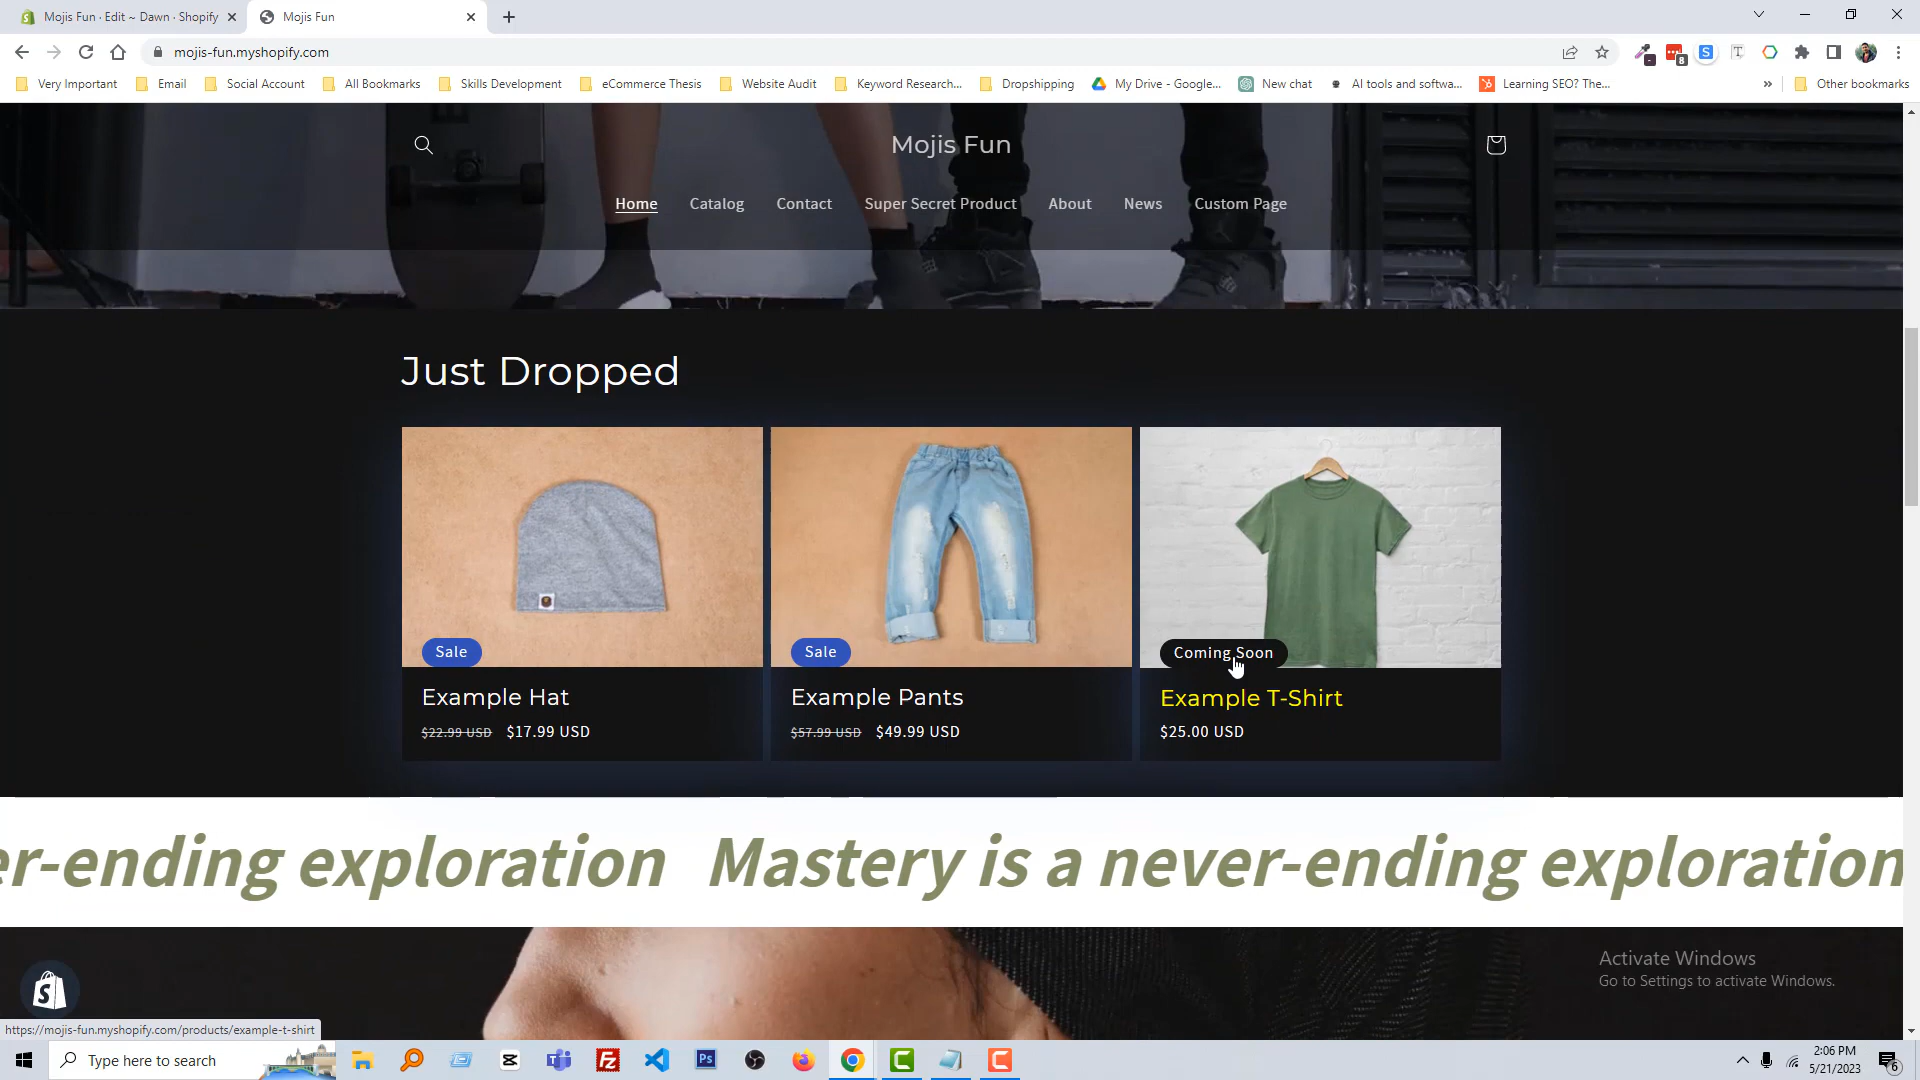 Mojis Fun · Edit ~ Dawn · Shopify
Mojis Fun
mojis-fun.myshopify.com
8
Very Important
Email
Social Account
All Bookmarks
Skills Development
eCommerce Thesis
Website Audit
Keyword Research...
Dropshipping
My Drive - Google...
New chat
AI tools and softwa...
Learning SEO? The...
»
Other bookmarks
Mojis Fun
Home
Catalog
Contact
Super Secret Product
About
News
Custom Page
Just Dropped
Sale
Sale
Coming Soon
Example Hat
Example Pants
Example T-Shirt
$22.99 USD $17.99 USD
$57.99 USD $49.99 USD
$25.00 USD
er-ending exploration Mastery is a never-ending exploration
Activate Windows
Go to Settings to activate Windows.
https://mojis-fun.myshopify.com/products/example-t-shirt
Type here to search
Ps
2:06 PM
5/21/2023
6